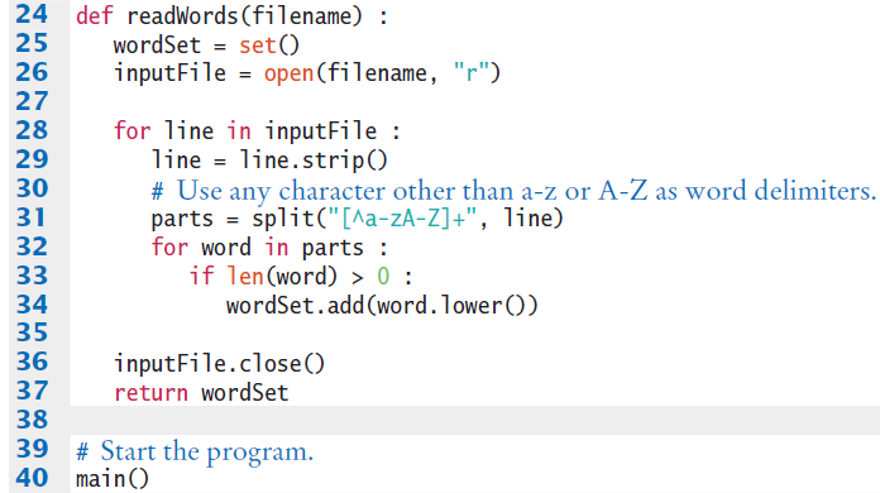 24 def readWords(filename) :
25    wordSet = set()
26    inputFile = open(filename, "r")
27
28    for line in inputFile :
29       line = line.strip()
30       # Use any character other than a-z or A-Z as word delimiters.
31       parts = split("[^a-zA-Z]+", line)
32       for word in parts :
33          if len(word) > 0 :
34             wordSet.add(word.lower())
35
36    inputFile.close()
37    return wordSet
38
39 # Start the program.
40 main()